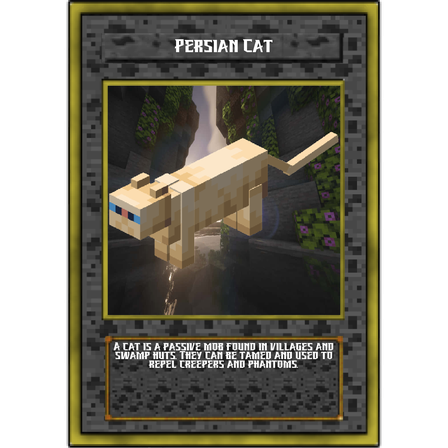 PERSIAN CAT
A CAT IS A PASSIVE MOB FOUND IN VILLAGES AND
SWAMP HUTS. THEY CAN BE TAMED AND USED TO
REPEL CREEPERS AND PHANTOMS.